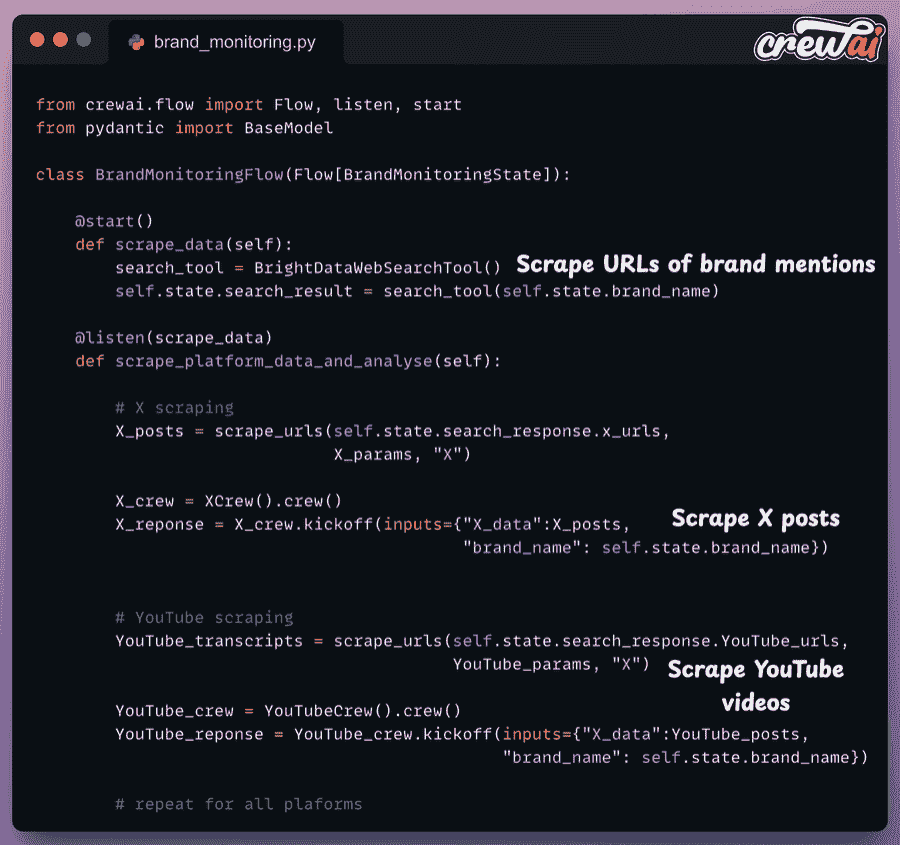 brand_monitoring.py
crewai
from crewai.flow import Flow, listen, start
from pydantic import BaseModel
class BrandMonitoringFlow(Flow[BrandMonitoringState]):
@start()
def scrape_data(self):
search_tool = BrightDataWebSearchTool()
Scrape URLs of brand mentions
self.state.search_result = search_tool(self.state.brand_name)
@listen(scrape_data)
def scrape_platform_data_and_analyse(self):
# X scraping
X_posts = scrape_urls(self.state.search_response.x_urls,
X_params, "X")
X_crew = XCrew().crew()
X_reponse = X_crew.kickoff(inputs={"X_data":X_posts,
Scrape X posts
"brand_name": self.state.brand_name})
# YouTube scraping
YouTube_transcripts = scrape_urls(self.state.search_response.YouTube_urls,
YouTube_params, "X")
Scrape YouTube
videos
YouTube_crew = YouTubeCrew().crew()
YouTube_reponse = YouTube_crew.kickoff(inputs={"X_data":YouTube_posts,
"brand_name": self.state.brand_name})
# repeat for all plaforms